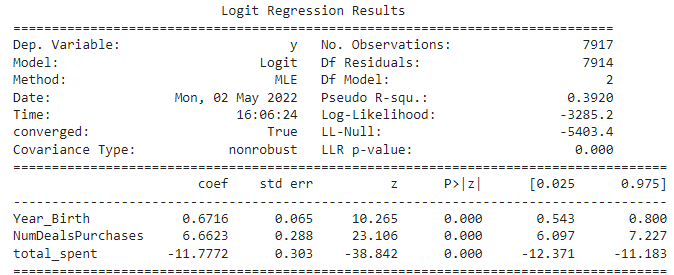 Logit Regression Results
==============================================================================
Dep. Variable: y No. Observations: 7917
Model: Logit Df Residuals: 7914
Method: MLE Df Model: 2
Date: Mon, 02 May 2022 Pseudo R-squ.: 0.3920
Time: 16:06:24 Log-Likelihood: -3285.2
converged: True LL-Null: -5403.4
Covariance Type: nonrobust LLR p-value: 0.000
=====================================================================================
coef std err z P>|z| [0.025 0.975]
-------------------------------------------------------------------------------------
Year_Birth 0.6716 0.065 10.265 0.000 0.543 0.800
NumDealsPurchases 6.6623 0.288 23.106 0.000 6.097 7.227
total_spent -11.7772 0.303 -38.842 0.000 -12.371 -11.183
=====================================================================================